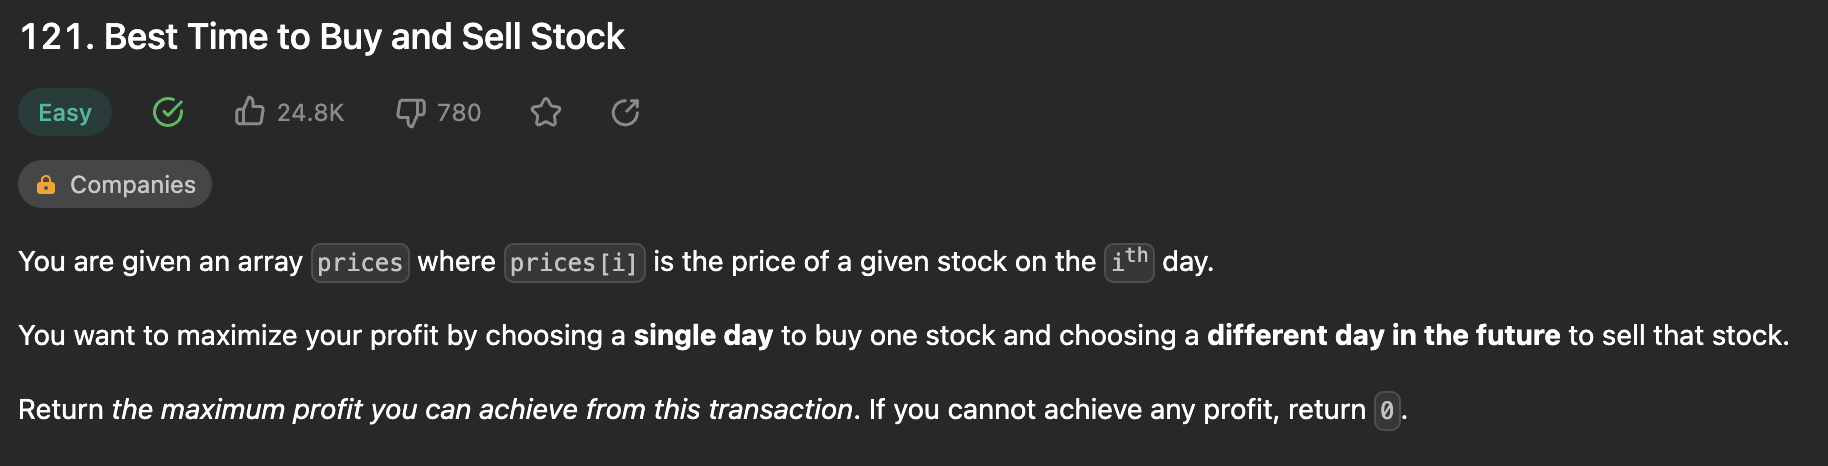 121. Best Time to Buy and Sell Stock
Easy 24.8K 780
Companies
You are given an array prices where prices[i] is the price of a given stock on the ith day.
You want to maximize your profit by choosing a single day to buy one stock and choosing a different day in the future to sell that stock.
Return the maximum profit you can achieve from this transaction. If you cannot achieve any profit, return 0.